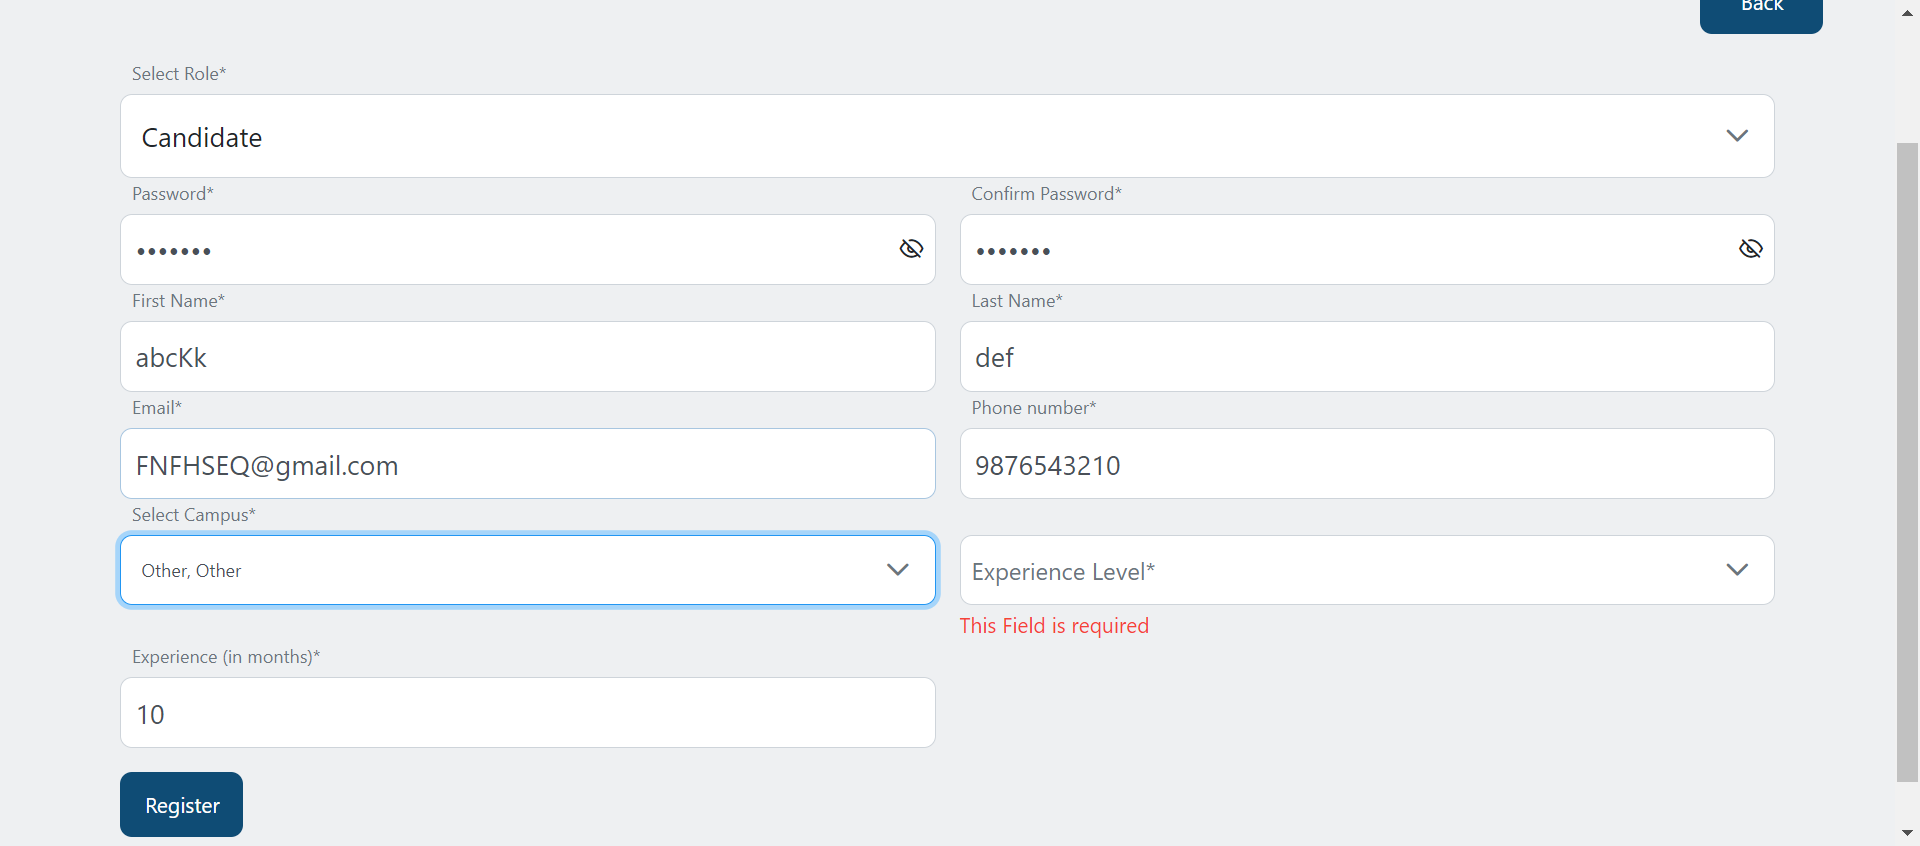 Back
Select Role*
Candidate
Password* Confirm Password*
••••••• •••••••
First Name* Last Name*
abcKk def
Email* Phone number*
FNFHSEQ@gmail.com 9876543210
Select Campus*
Other, Other Experience Level*
This Field is required
Experience (in months)*
10
Register